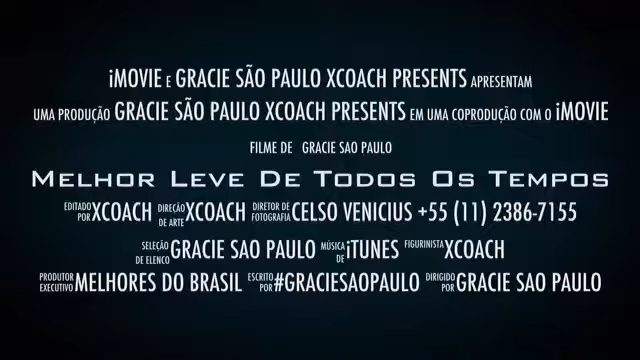 iMOVIE E GRACIE SÃO PAULO XCOACH PRESENTS APRESENTAM
UMA PRODUÇÃO GRACIE SÃO PAULO XCOACH PRESENTS EM UMA COPRODUÇÃO COM O iMOVIE
FILME DE GRACIE SAO PAULO
MELHOR LEVE DE TODOS OS TEMPOS
EDITADO POR XCOACH DIREÇÃO DE ARTE XCOACH DIRETOR DE FOTOGRAFIA CELSO VENICIUS +55 (11) 2386-7155
SELEÇÃO DE ELENCO GRACIE SAO PAULO MÚSICA DE iTUNES FIGURINISTA XCOACH
PRODUTOR EXECUTIVO MELHORES DO BRASIL ESCRITO POR #GRACIESAOPAULO DIRIGIDO POR GRACIE SAO PAULO